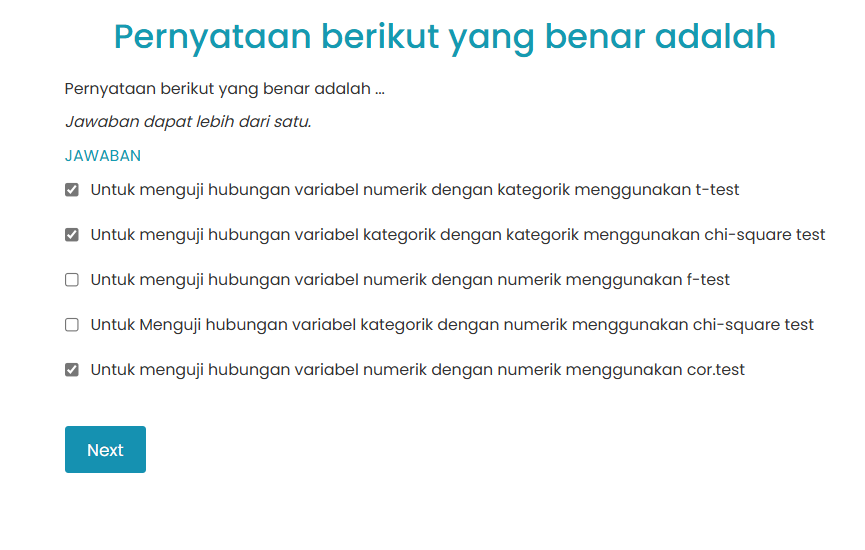 Pernyataan berikut yang benar adalah
Pernyataan berikut yang benar adalah ...
Jawaban dapat lebih dari satu.
JAWABAN
Untuk menguji hubungan variabel numerik dengan kategorik menggunakan t-test
Untuk menguji hubungan variabel kategorik dengan kategorik menggunakan chi-square test
Untuk menguji hubungan variabel numerik dengan numerik menggunakan f-test
Untuk Menguji hubungan variabel kategorik dengan numerik menggunakan chi-square test
Untuk menguji hubungan variabel numerik dengan numerik menggunakan cor.test
Next